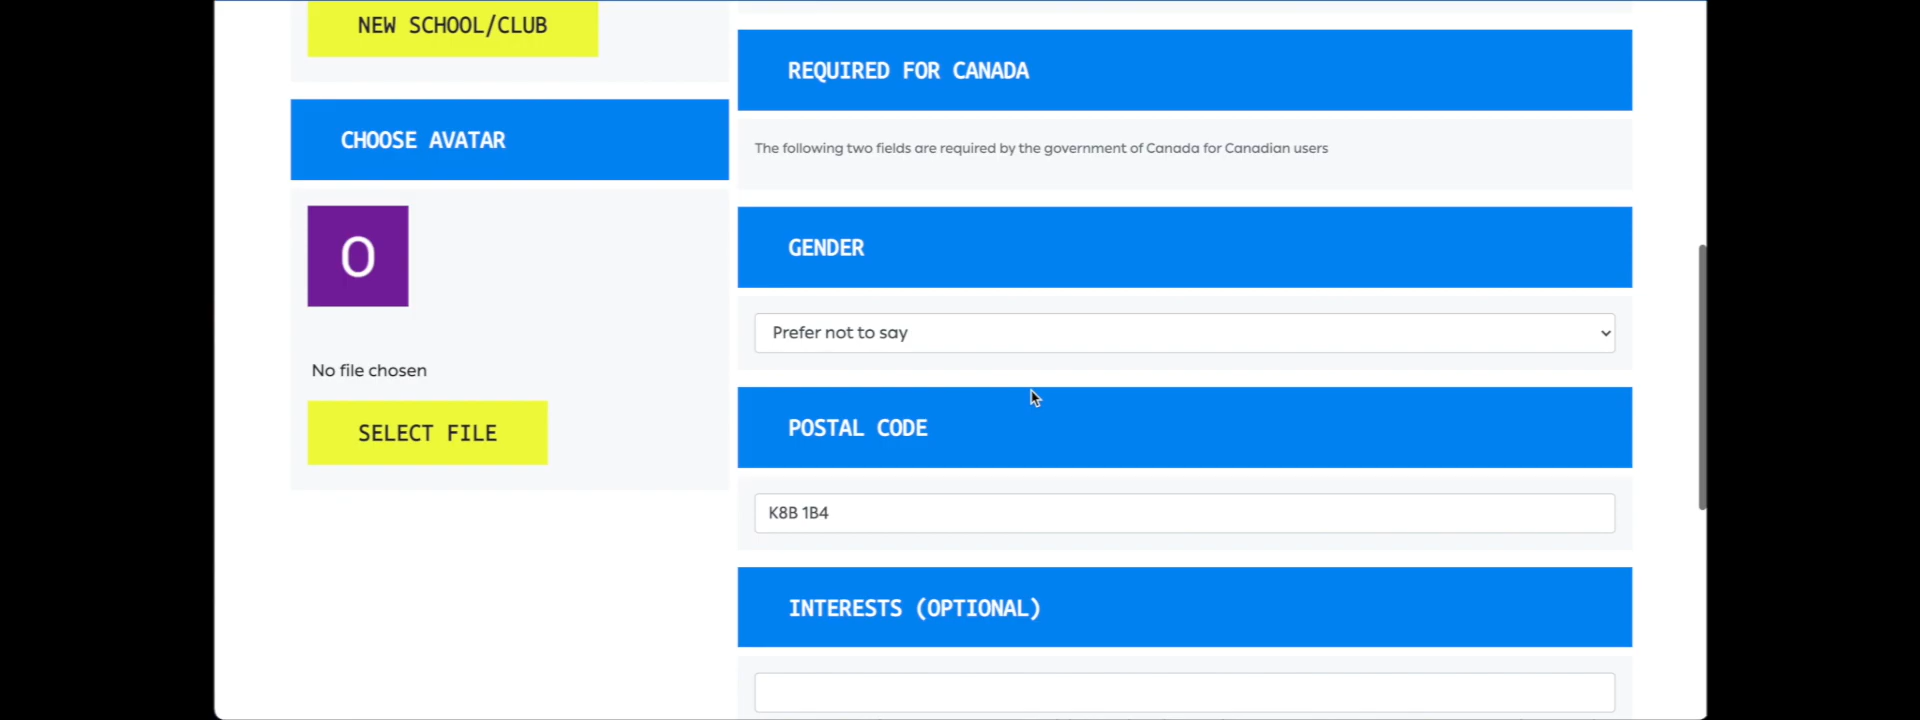 NEW SCHOOL/CLUB
CHOOSE AVATAR
O
No file chosen
SELECT FILE
REQUIRED FOR CANADA
The following two fields are required by the government of Canada for Canadian users
GENDER
Prefer not to say
POSTAL CODE
K8B 1B4
INTERESTS (OPTIONAL)